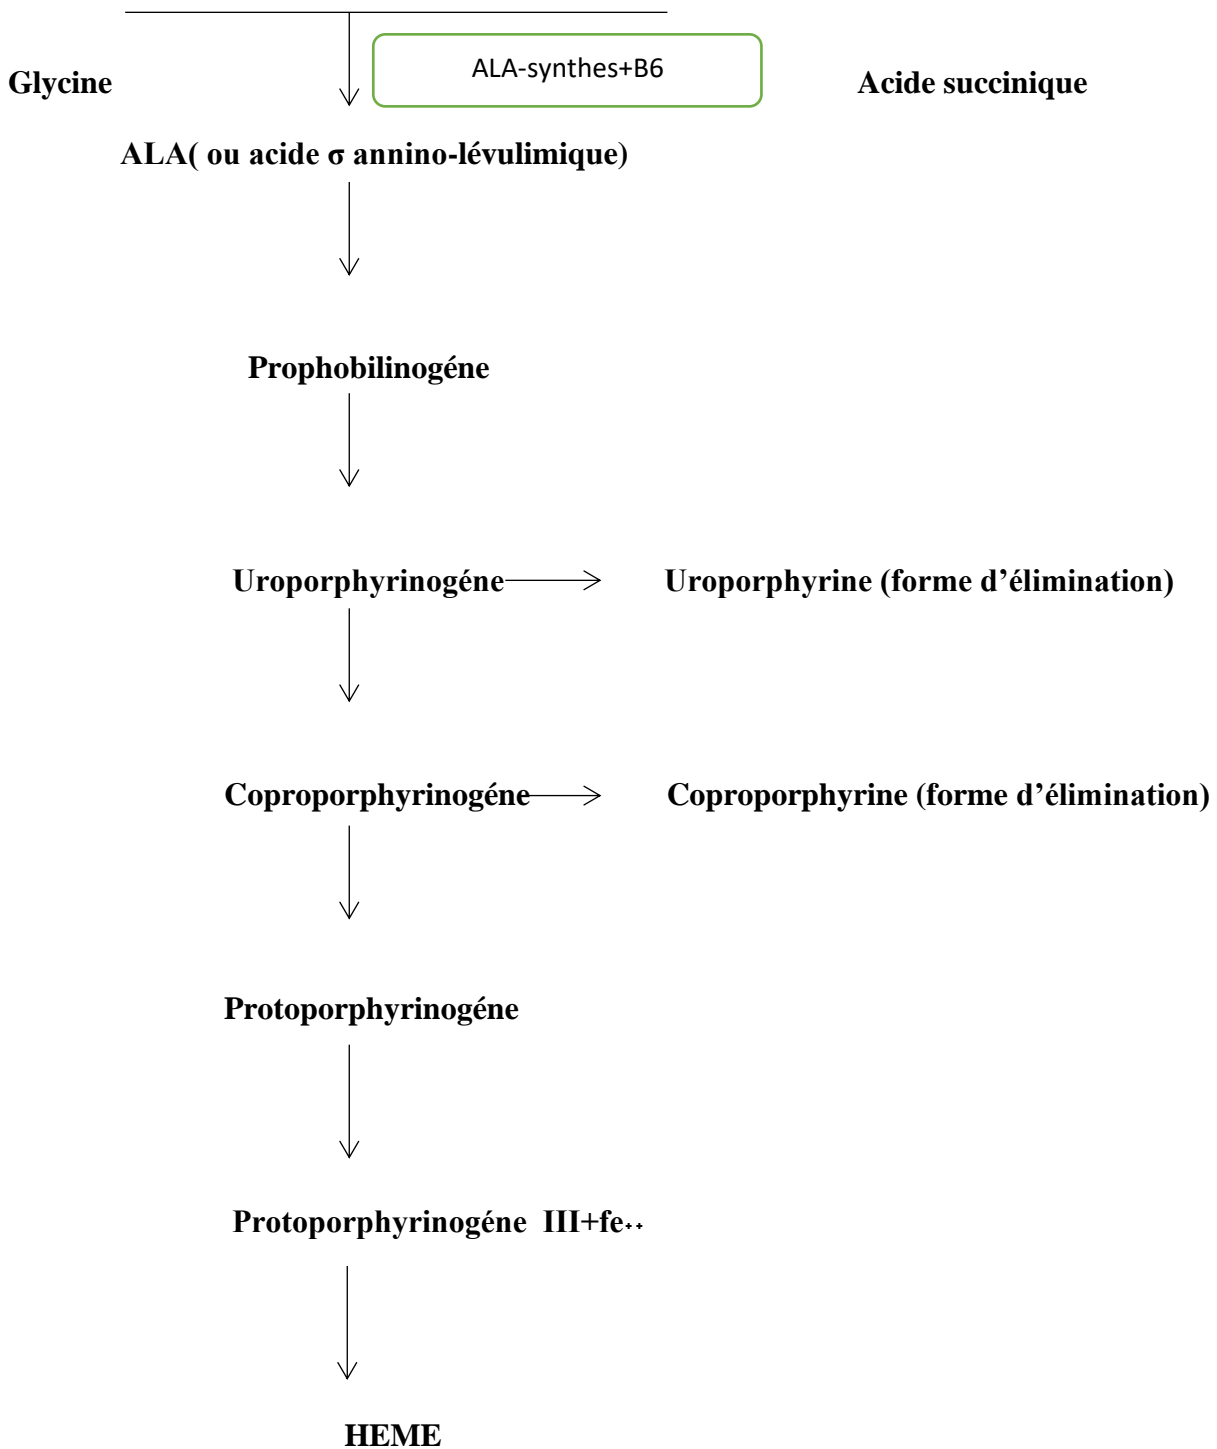 ALA-synthes+B6
Glycine
Acide succinique
ALA( ou acide σ annino-lévulimique)
Prophobilinogéne
Uroporphyrinogéne
Uroporphyrine (forme d’élimination)
Coproporphyrinogéne
Coproporphyrine (forme d’élimination)
Protoporphyrinogéne
Protoporphyrinogéne III+fe++
HEME